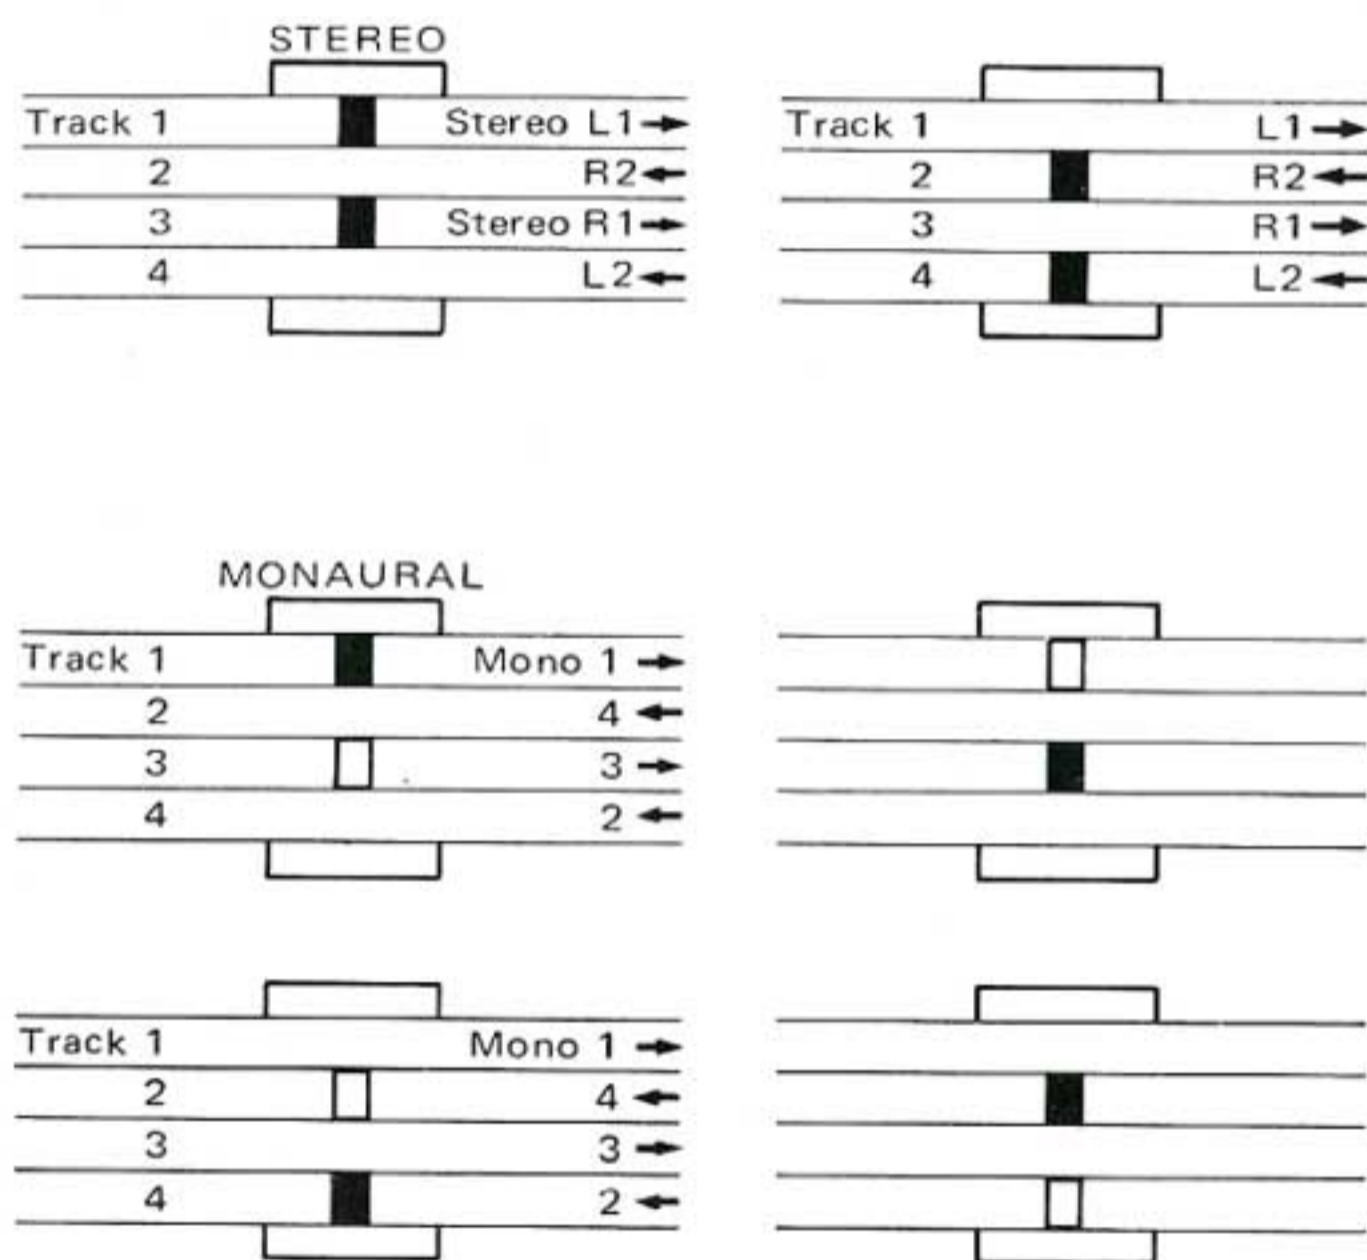 STEREO
Track 1 Stereo L1
2 R2
3 Stereo R1
4 L2
Track 1 L1
2 R2
3 R1
4 L2
MONAURAL
Track 1 Mono 1
2 4
3 3
4 2
Track 1 Mono 1
2 4
3 3
4 2